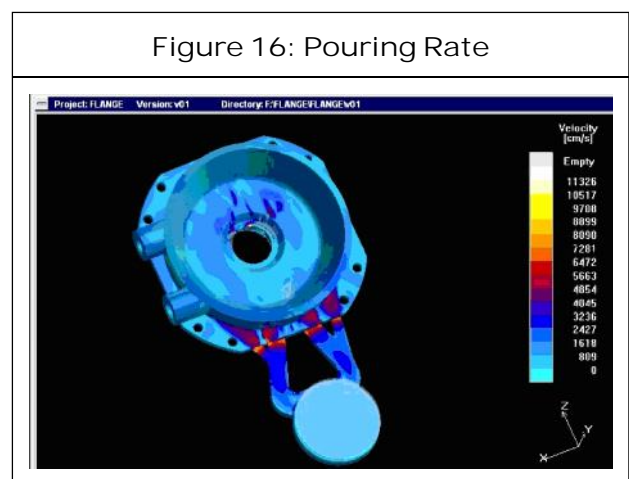 Figure 16: Pouring Rate
Project: FLANGE Version: v01 Directory: F:\FLANGE\FLANGE\v01
Velocity
[cm/s]
Empty
11326
10517
9708
8899
8090
7281
6472
5663
4854
4045
3236
2427
1618
809
0
Z
Y
X